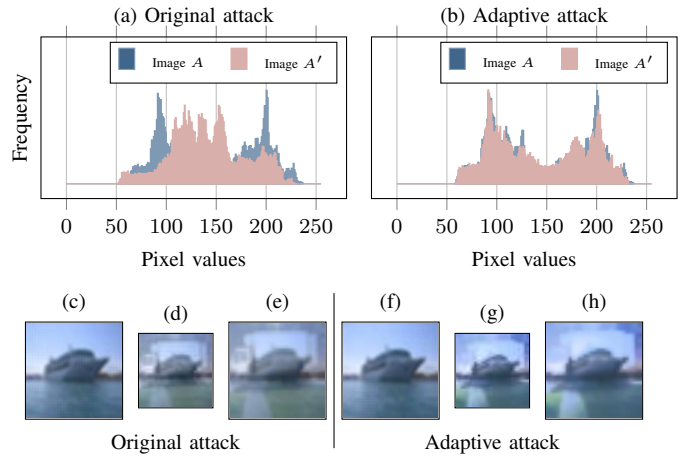 (a) Original attack
(b) Adaptive attack
Image A
Image A′
Image A
Image A′
Frequency
0 50 100 150 200 250
0 50 100 150 200 250
Pixel values
Pixel values
(c) (d) (e) (f) (g) (h)
Original attack
Adaptive attack